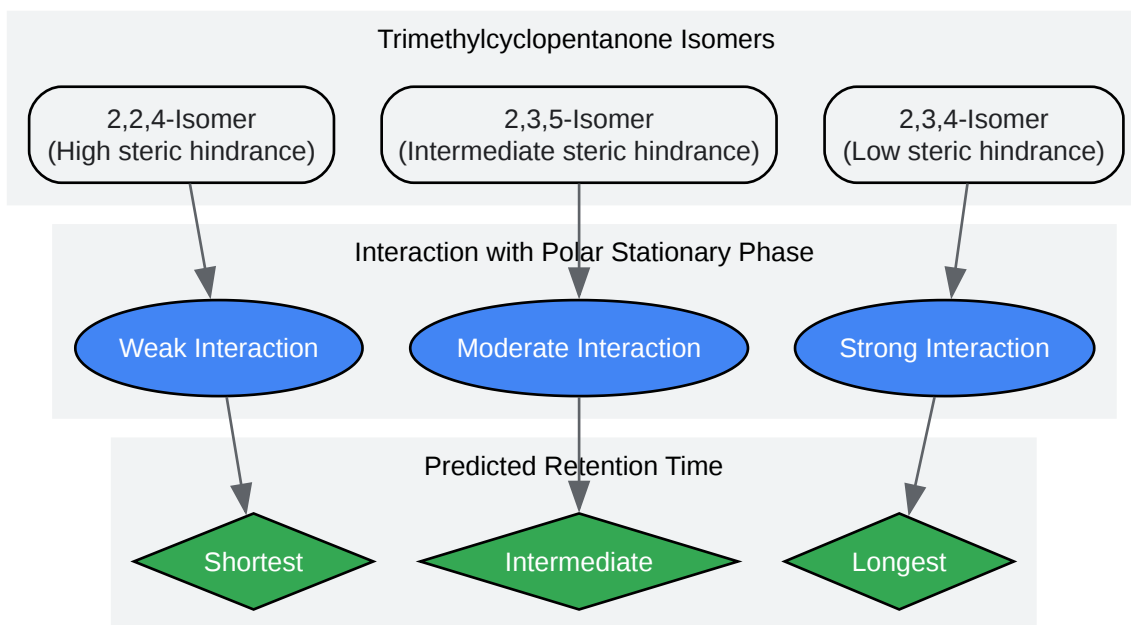 Trimethylcyclopentanone Isomers
2,2,4-Isomer
(High steric hindrance)
2,3,5-Isomer
(Intermediate steric hindrance)
2,3,4-Isomer
(Low steric hindrance)
Interaction with Polar Stationary Phase
Weak Interaction
Moderate Interaction
Strong Interaction
Predicted Retention Time
Shortest
Intermediate
Longest